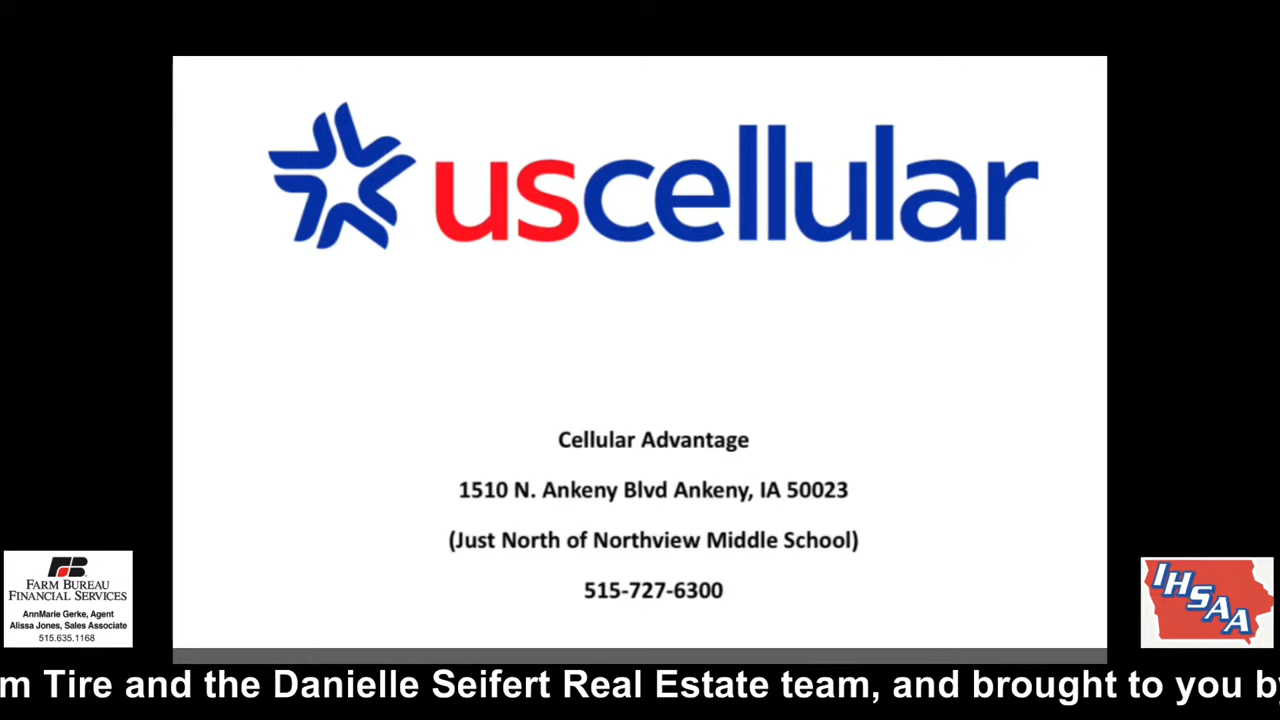 uscellular
Cellular Advantage
1510 N. Ankeny Blvd Ankeny, IA 50023
(Just North of Northview Middle School)
515-727-6300
FB
FARM BUREAU
FINANCIAL SERVICES
AnnMarie Gerke, Agent
Alissa Jones, Sales Associate
515.635.1168
IHSAA
m Tire and the Danielle Seifert Real Estate team, and brought to you by